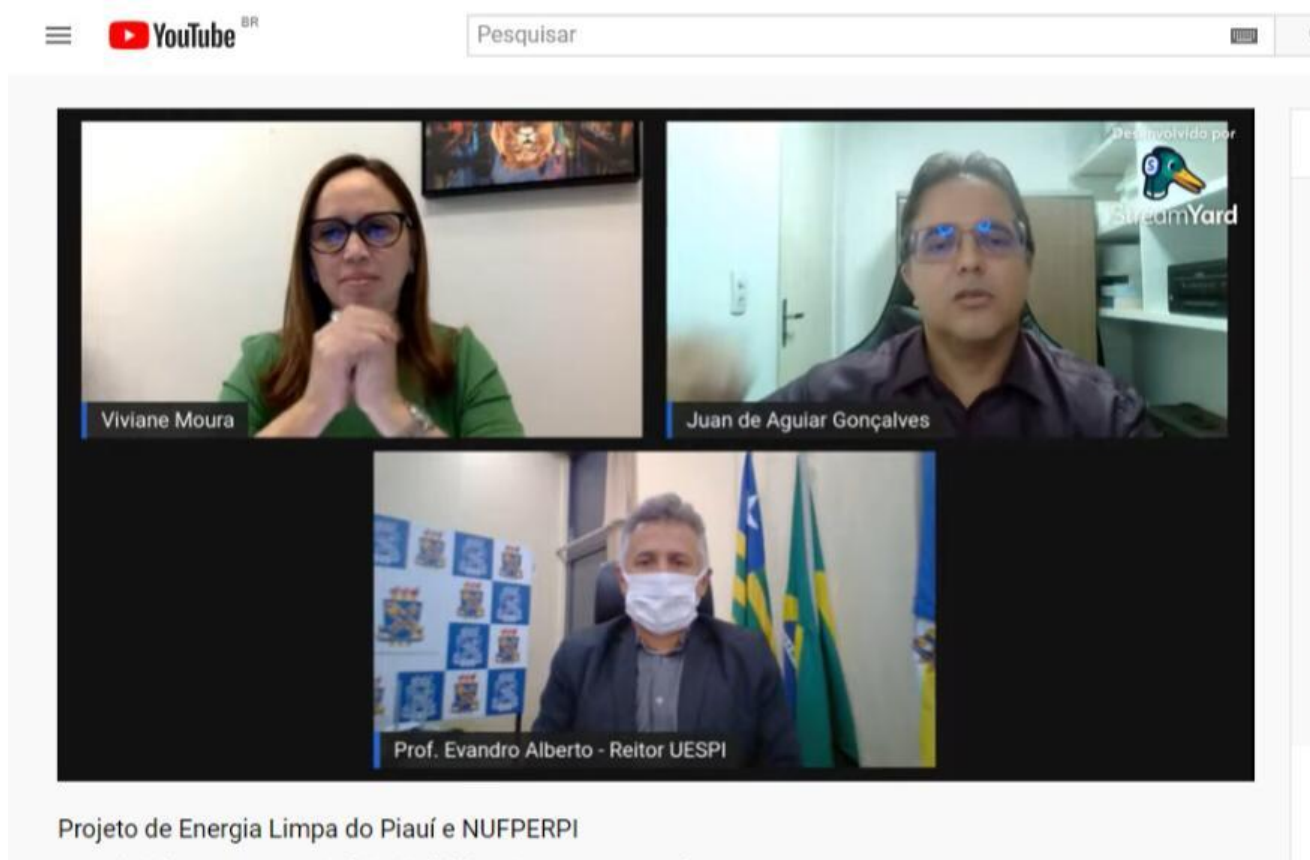 YouTube BR
Pesquisar
Desenvolvido por
S
StreamYard
Viviane Moura
Juan de Aguiar Gonçalves
Prof. Evandro Alberto - Reitor UESPI
Projeto de Energia Limpa do Piauí e NUFPERPI